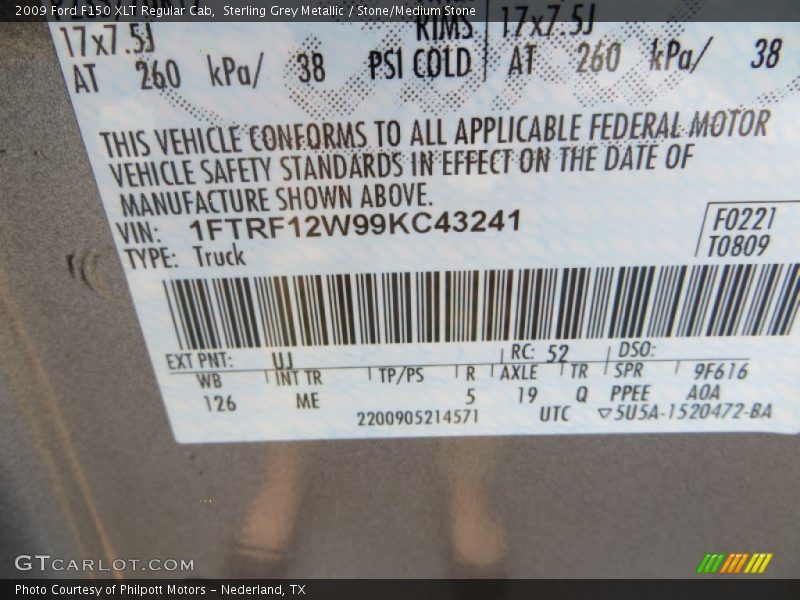 2009 Ford F150 XLT Regular Cab,  Sterling Grey Metallic / Stone/Medium Stone
RIMS 17x7.5J
17x7.5J
AT 260 kPa/ 38 PSI COLD AT 260 kPa/ 38
THIS VEHICLE CONFORMS TO ALL APPLICABLE FEDERAL MOTOR
VEHICLE SAFETY STANDARDS IN EFFECT ON THE DATE OF
MANUFACTURE SHOWN ABOVE.
VIN: 1FTRF12W99KC43241
TYPE: Truck
F0221
T0809
EXT PNT: UJ RC: 52 DSO:
WB INT TR TP/PS R AXLE TR SPR 9F616
126 ME 5 19 Q PPEE A0A
2200905214571 UTC ▽5U5A-1520472-BA
GTCARLOT.COM
Photo Courtesy of Philpott Motors – Nederland, TX